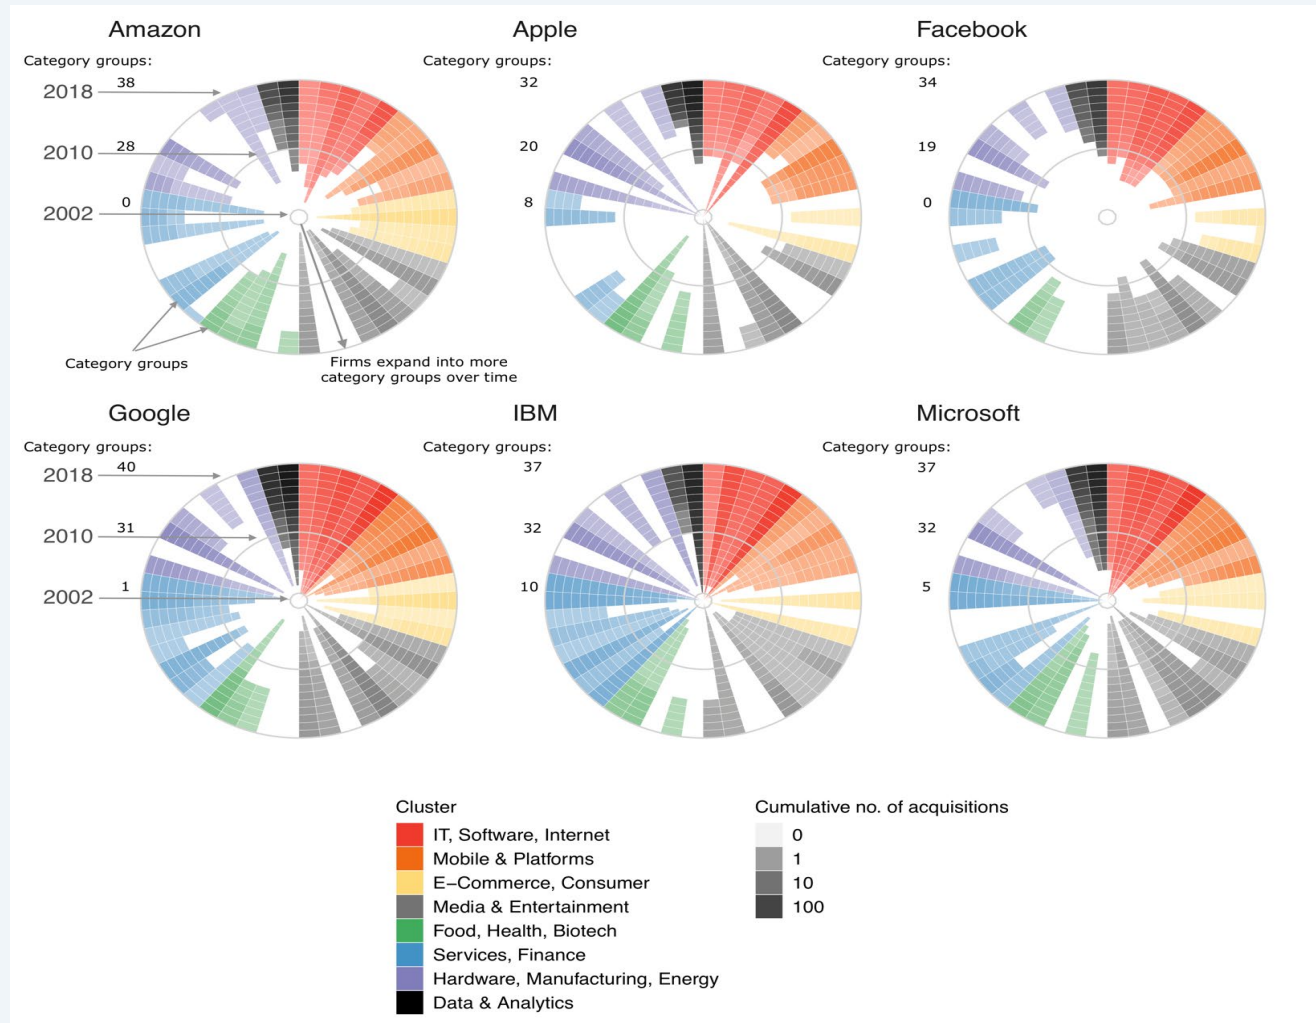 Amazon
Category groups:
2018 38
2010 28
2002 0
Category groups
Firms expand into more
category groups over time
Apple
Category groups:
32
20
8
Facebook
Category groups:
34
19
0
Google
Category groups:
2018 40
2010 31
2002 1
IBM
Category groups:
37
32
10
Microsoft
Category groups:
37
32
5
Cluster
IT, Software, Internet
Mobile & Platforms
E−Commerce, Consumer
Media & Entertainment
Food, Health, Biotech
Services, Finance
Hardware, Manufacturing, Energy
Data & Analytics
Cumulative no. of acquisitions
0
1
10
100